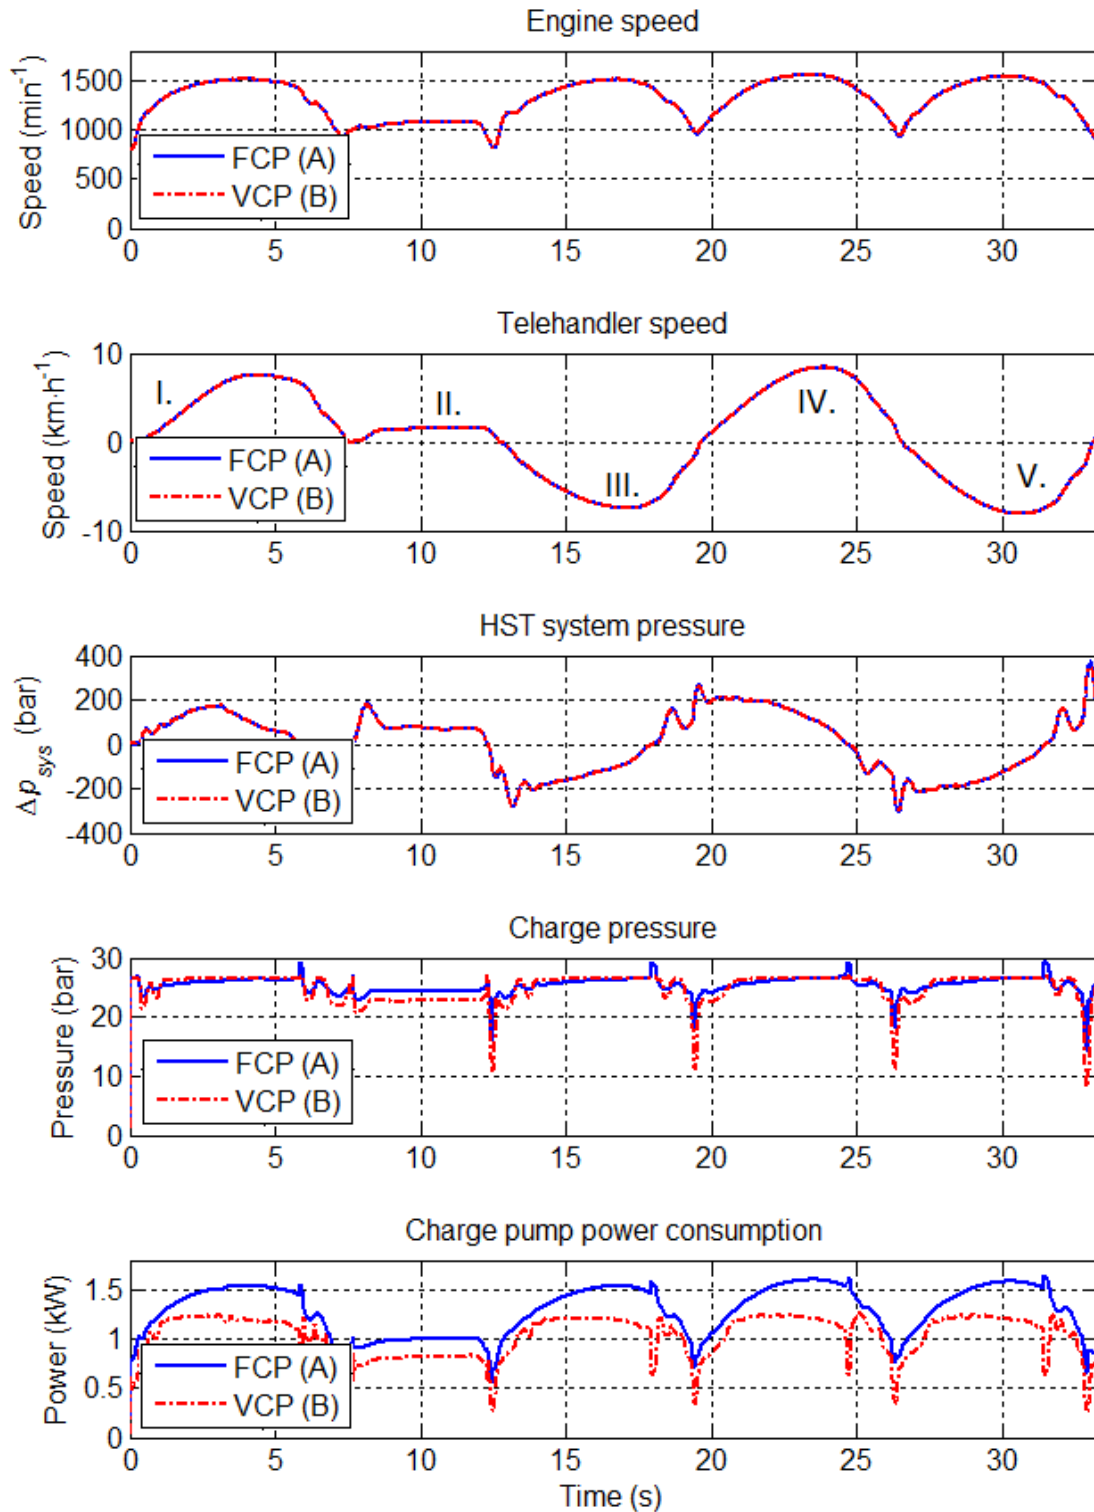 Engine speed
Speed (min⁻¹)
1500
1000
500
0
FCP (A)
VCP (B)
0 5 10 15 20 25 30
Telehandler speed
Speed (km·h⁻¹)
10
0
-10
I.
II.
III.
IV.
V.
FCP (A)
VCP (B)
0 5 10 15 20 25 30
HST system pressure
Δp sys (bar)
400
200
0
-200
-400
FCP (A)
VCP (B)
0 5 10 15 20 25 30
Charge pressure
Pressure (bar)
30
20
10
0
FCP (A)
VCP (B)
0 5 10 15 20 25 30
Charge pump power consumption
Power (kW)
1.5
1
0.5
0
FCP (A)
VCP (B)
0 5 10 15 20 25 30
Time (s)